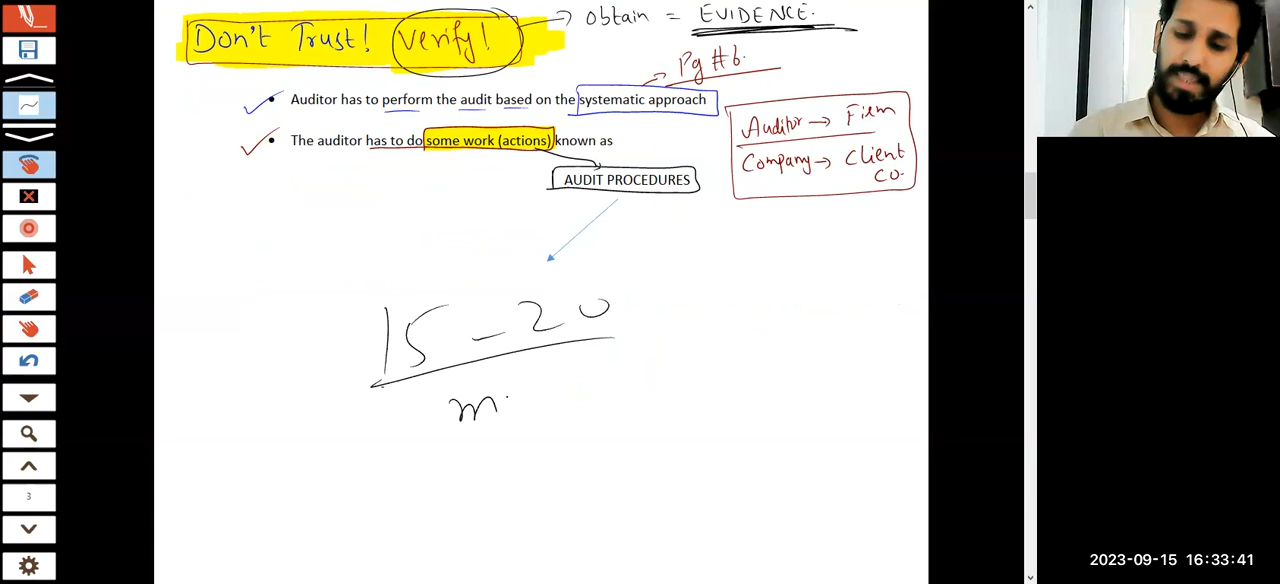 Don't Trust! Verify! → obtain = EVIDENCE.
Pg #6.
• Auditor has to perform the audit based on the systematic approach
• The auditor has to do some work (actions) known as
AUDIT PROCEDURES
Auditor → Firm
Company → Client
Co.
15 - 20
m
3
2023-09-15 16:33:41